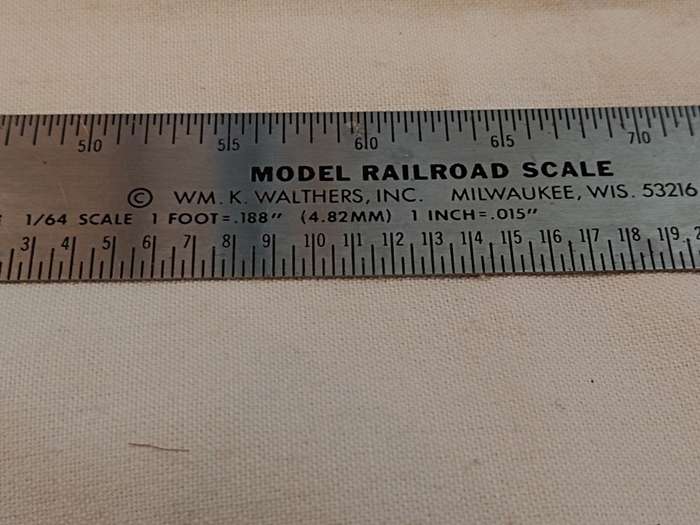 50 55 60 65 70
MODEL RAILROAD SCALE
© WM. K. WALTHERS, INC. MILWAUKEE, WIS. 53216
1/64 SCALE 1 FOOT=.188" (4.82MM) 1 INCH=.015"
3 4 5 6 7 8 9 10 11 12 13 14 15 16 17 18 19